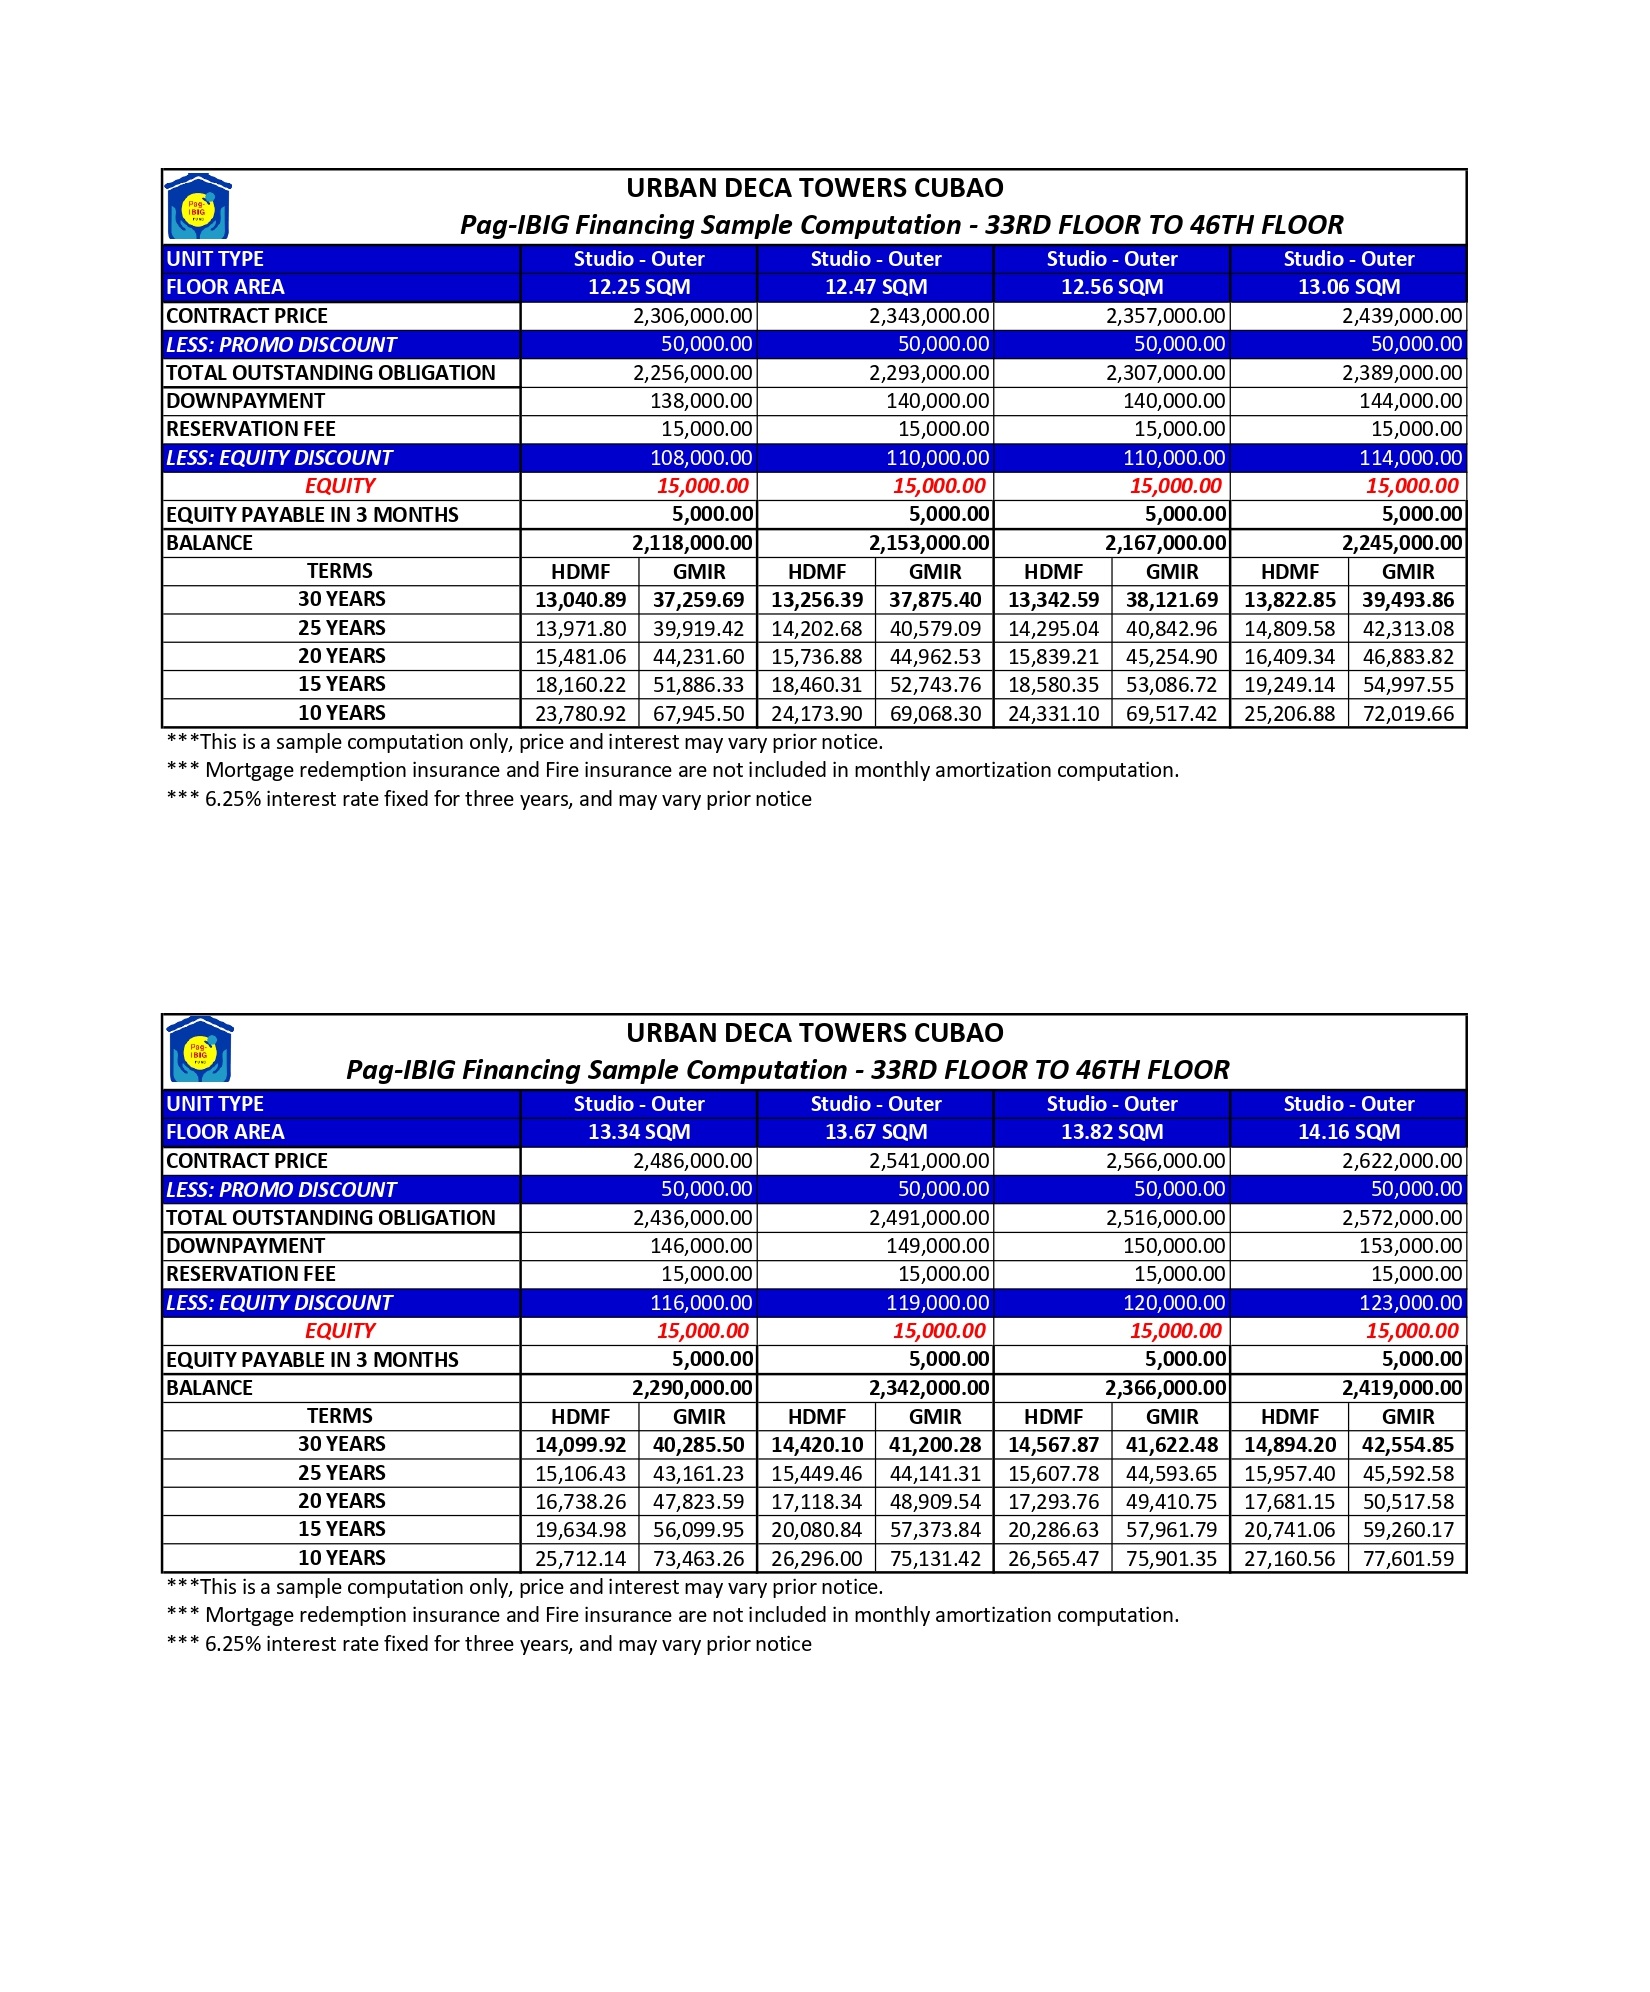 Pag-
IBIG
FUND
URBAN DECA TOWERS CUBAO
Pag-IBIG Financing Sample Computation - 33RD FLOOR TO 46TH FLOOR
UNIT TYPE Studio - Outer Studio - Outer Studio - Outer Studio - Outer
FLOOR AREA 12.25 SQM 12.47 SQM 12.56 SQM 13.06 SQM
CONTRACT PRICE 2,306,000.00 2,343,000.00 2,357,000.00 2,439,000.00
LESS: PROMO DISCOUNT 50,000.00 50,000.00 50,000.00 50,000.00
TOTAL OUTSTANDING OBLIGATION 2,256,000.00 2,293,000.00 2,307,000.00 2,389,000.00
DOWNPAYMENT 138,000.00 140,000.00 140,000.00 144,000.00
RESERVATION FEE 15,000.00 15,000.00 15,000.00 15,000.00
LESS: EQUITY DISCOUNT 108,000.00 110,000.00 110,000.00 114,000.00
EQUITY 15,000.00 15,000.00 15,000.00 15,000.00
EQUITY PAYABLE IN 3 MONTHS 5,000.00 5,000.00 5,000.00 5,000.00
BALANCE 2,118,000.00 2,153,000.00 2,167,000.00 2,245,000.00
TERMS HDMF GMIR HDMF GMIR HDMF GMIR HDMF GMIR
30 YEARS 13,040.89 37,259.69 13,256.39 37,875.40 13,342.59 38,121.69 13,822.85 39,493.86
25 YEARS 13,971.80 39,919.42 14,202.68 40,579.09 14,295.04 40,842.96 14,809.58 42,313.08
20 YEARS 15,481.06 44,231.60 15,736.88 44,962.53 15,839.21 45,254.90 16,409.34 46,883.82
15 YEARS 18,160.22 51,886.33 18,460.31 52,743.76 18,580.35 53,086.72 19,249.14 54,997.55
10 YEARS 23,780.92 67,945.50 24,173.90 69,068.30 24,331.10 69,517.42 25,206.88 72,019.66
***This is a sample computation only, price and interest may vary prior notice.
*** Mortgage redemption insurance and Fire insurance are not included in monthly amortization computation.
*** 6.25% interest rate fixed for three years, and may vary prior notice
Pag-
IBIG
FUND
URBAN DECA TOWERS CUBAO
Pag-IBIG Financing Sample Computation - 33RD FLOOR TO 46TH FLOOR
UNIT TYPE Studio - Outer Studio - Outer Studio - Outer Studio - Outer
FLOOR AREA 13.34 SQM 13.67 SQM 13.82 SQM 14.16 SQM
CONTRACT PRICE 2,486,000.00 2,541,000.00 2,566,000.00 2,622,000.00
LESS: PROMO DISCOUNT 50,000.00 50,000.00 50,000.00 50,000.00
TOTAL OUTSTANDING OBLIGATION 2,436,000.00 2,491,000.00 2,516,000.00 2,572,000.00
DOWNPAYMENT 146,000.00 149,000.00 150,000.00 153,000.00
RESERVATION FEE 15,000.00 15,000.00 15,000.00 15,000.00
LESS: EQUITY DISCOUNT 116,000.00 119,000.00 120,000.00 123,000.00
EQUITY 15,000.00 15,000.00 15,000.00 15,000.00
EQUITY PAYABLE IN 3 MONTHS 5,000.00 5,000.00 5,000.00 5,000.00
BALANCE 2,290,000.00 2,342,000.00 2,366,000.00 2,419,000.00
TERMS HDMF GMIR HDMF GMIR HDMF GMIR HDMF GMIR
30 YEARS 14,099.92 40,285.50 14,420.10 41,200.28 14,567.87 41,622.48 14,894.20 42,554.85
25 YEARS 15,106.43 43,161.23 15,449.46 44,141.31 15,607.78 44,593.65 15,957.40 45,592.58
20 YEARS 16,738.26 47,823.59 17,118.34 48,909.54 17,293.76 49,410.75 17,681.15 50,517.58
15 YEARS 19,634.98 56,099.95 20,080.84 57,373.84 20,286.63 57,961.79 20,741.06 59,260.17
10 YEARS 25,712.14 73,463.26 26,296.00 75,131.42 26,565.47 75,901.35 27,160.56 77,601.59
***This is a sample computation only, price and interest may vary prior notice.
*** Mortgage redemption insurance and Fire insurance are not included in monthly amortization computation.
*** 6.25% interest rate fixed for three years, and may vary prior notice